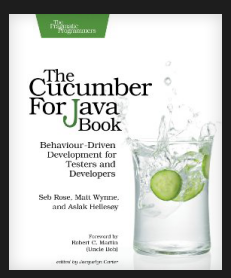 The
Pragmatic
Programmers
The
Cucumber
For Java
Book
Behaviour-Driven
Development for
Testers and
Developers
Seb Rose, Matt Wynne,
and Aslak Hellesøy
Foreword by
Robert C. Martin
(Uncle Bob)
edited by Jacquelyn Carter